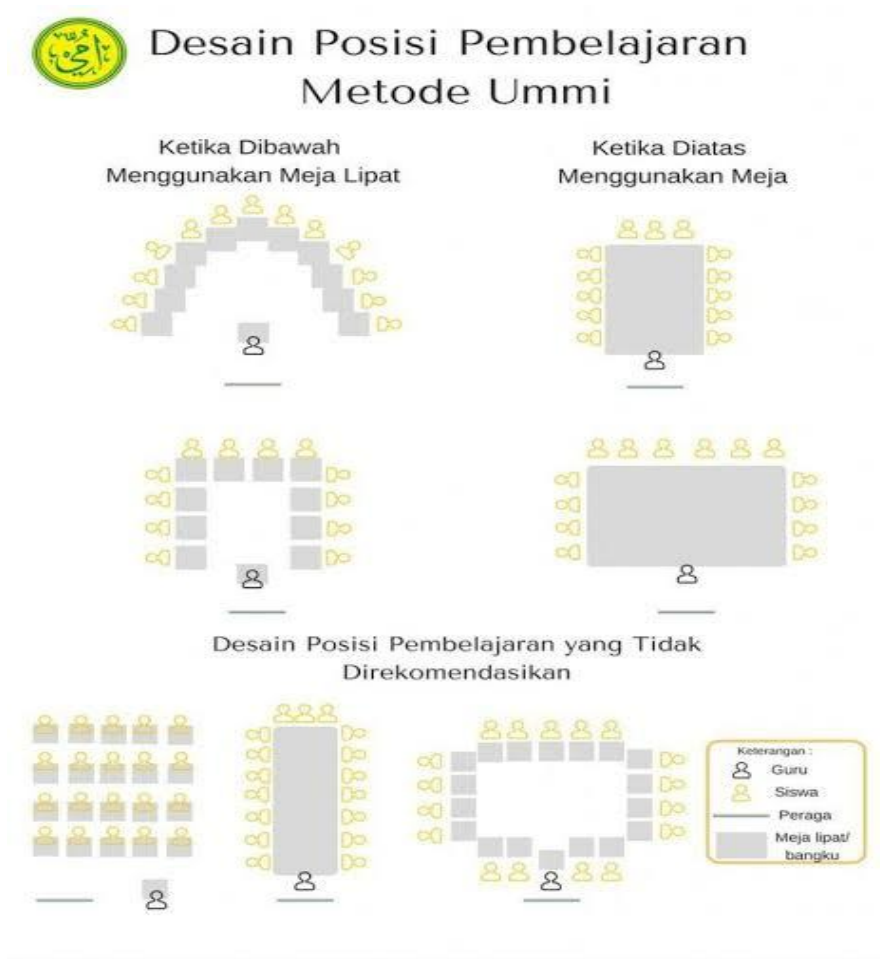 أمي
Desain Posisi Pembelajaran
Metode Ummi
Ketika Dibawah
Menggunakan Meja Lipat
Ketika Diatas
Menggunakan Meja
Desain Posisi Pembelajaran yang Tidak
Direkomendasikan
Keterangan :
Guru
Siswa
Peraga
Meja lipat/
bangku